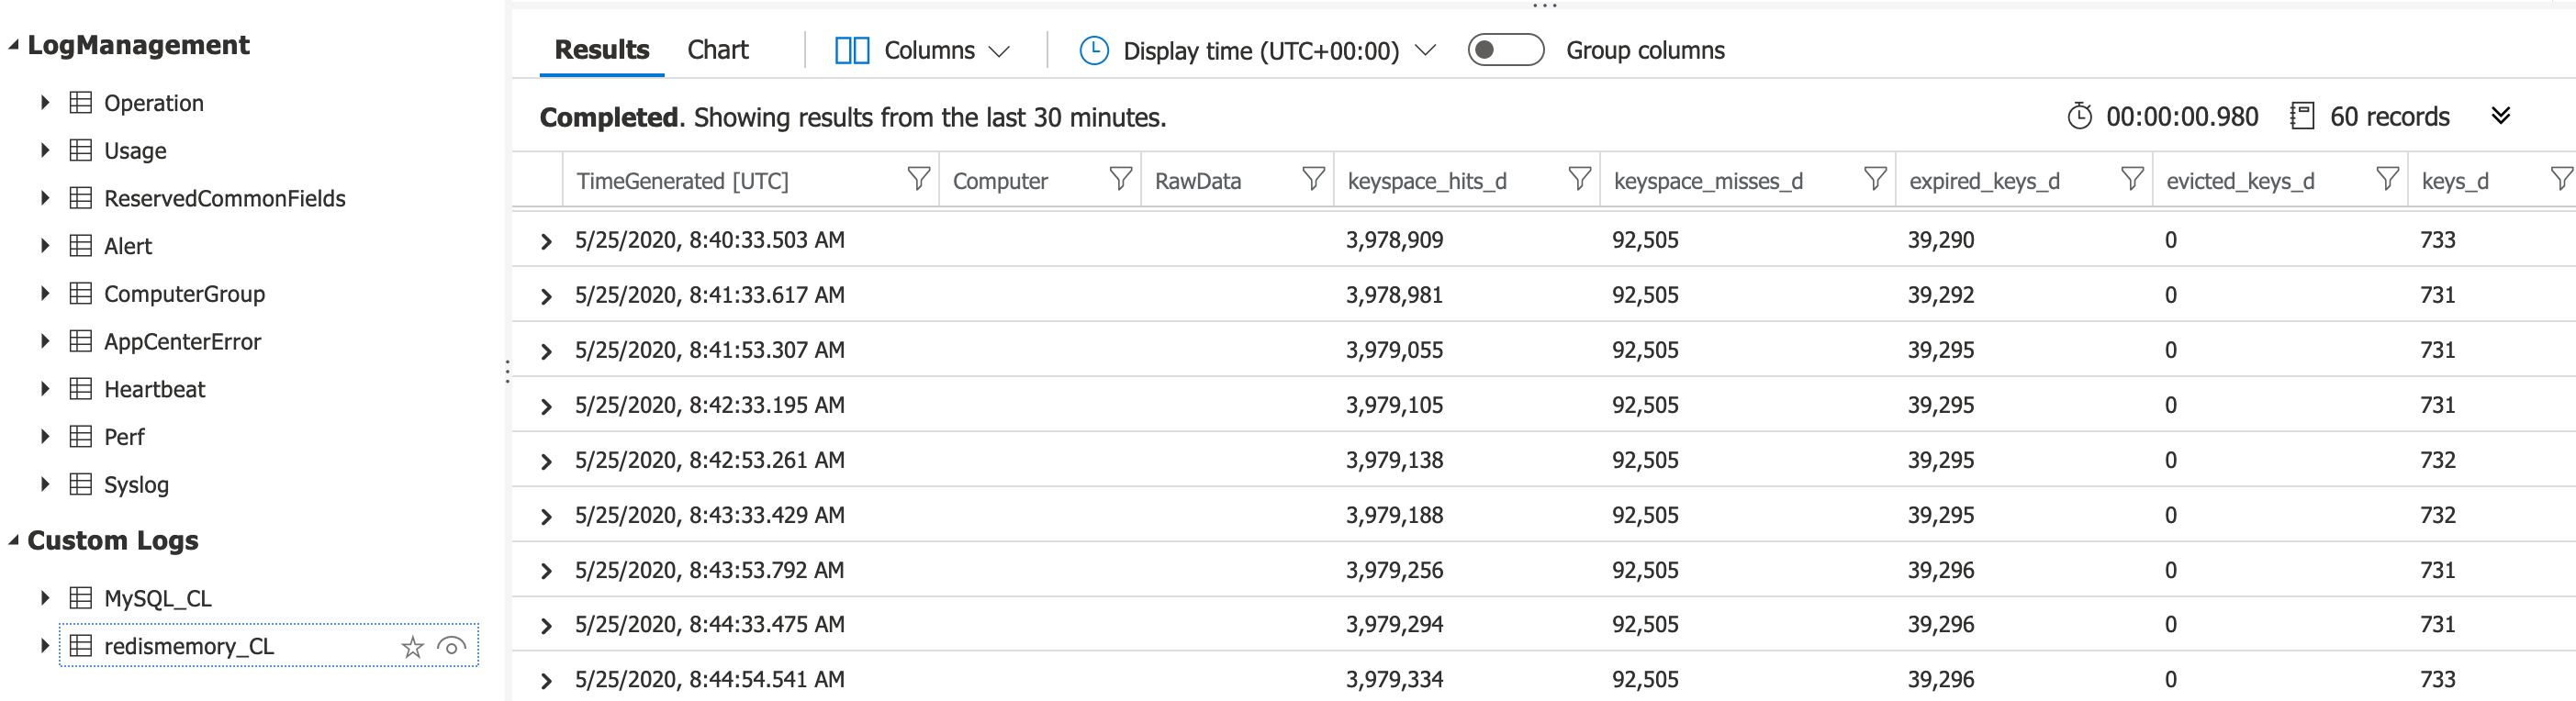 LogManagement
Operation
Usage
ReservedCommonFields
Alert
ComputerGroup
AppCenterError
Heartbeat
Perf
Syslog
Custom Logs
MySQL_CL
redismemory_CL
Results Chart Columns Display time (UTC+00:00) Group columns
Completed. Showing results from the last 30 minutes. 00:00:00.980 60 records
TimeGenerated [UTC] Computer RawData keyspace_hits_d keyspace_misses_d expired_keys_d evicted_keys_d keys_d
5/25/2020, 8:40:33.503 AM 3,978,909 92,505 39,290 0 733
5/25/2020, 8:41:33.617 AM 3,978,981 92,505 39,292 0 731
5/25/2020, 8:41:53.307 AM 3,979,055 92,505 39,295 0 731
5/25/2020, 8:42:33.195 AM 3,979,105 92,505 39,295 0 731
5/25/2020, 8:42:53.261 AM 3,979,138 92,505 39,295 0 732
5/25/2020, 8:43:33.429 AM 3,979,188 92,505 39,295 0 732
5/25/2020, 8:43:53.792 AM 3,979,256 92,505 39,296 0 731
5/25/2020, 8:44:33.475 AM 3,979,294 92,505 39,296 0 731
5/25/2020, 8:44:54.541 AM 3,979,334 92,505 39,296 0 733